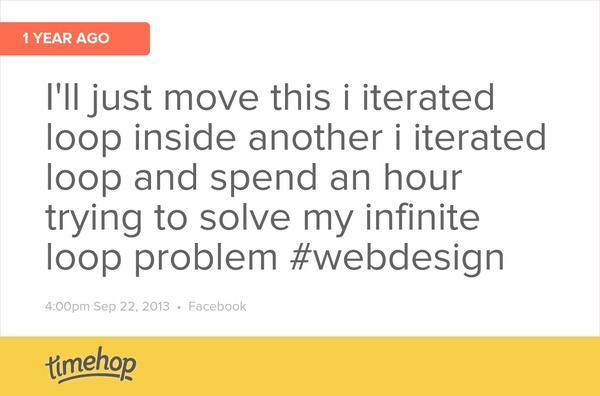 1 YEAR AGO
I'll just move this i iterated
loop inside another i iterated
loop and spend an hour
trying to solve my infinite
loop problem #webdesign
4:00pm Sep 22, 2013 • Facebook
timehop